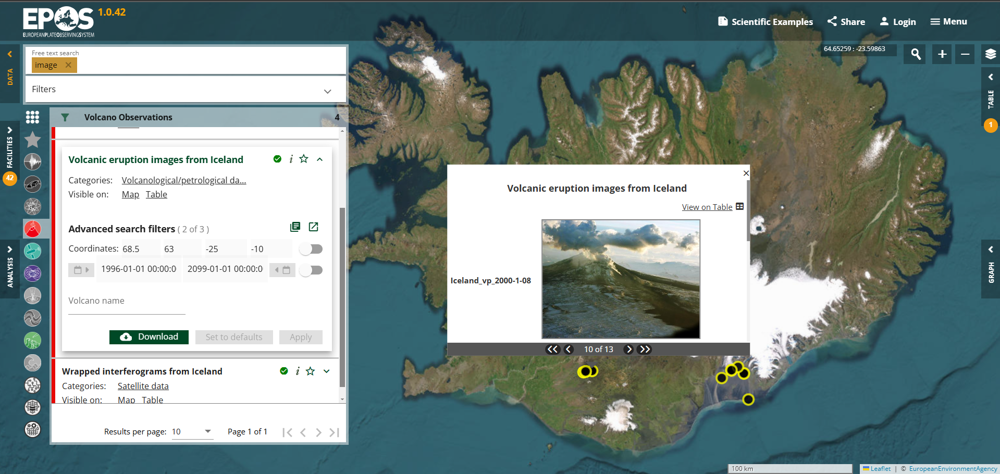 EPOS 1.0.42
EUROPEANPLATEOBSERVINGSYSTEM
Scientific Examples
Share
Login
Menu
DATA
Free text search
image
Filters
64.65259 : -23.59863
TABLE
1
FACILITIES
42
Volcano Observations
4
Volcanic eruption images from Iceland
Categories: Volcanological/petrological da...
Visible on: Map Table
Advanced search filters ( 2 of 3 )
Coordinates: 68.5 63 -25 -10
1996-01-01 00:00:0 2099-01-01 00:00:0
Volcano name
Download Set to defaults Apply
ANALYSIS
Wrapped interferograms from Iceland
Categories: Satellite data
Visible on: Map Table
Results per page: 10 Page 1 of 1
Volcanic eruption images from Iceland
View on Table
Iceland_vp_2000-1-08
10 of 13
GRAPH
100 km
Leaflet | © EuropeanEnvironmentAgency